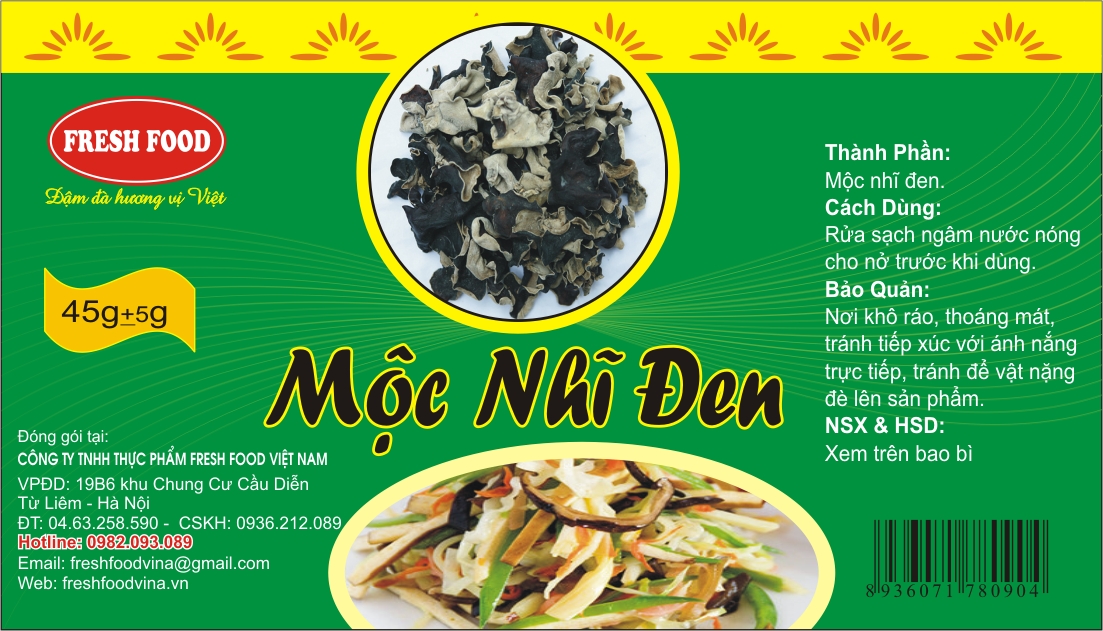 FRESH FOOD
Đậm đà hương vị Việt
45g±5g
Mộc Nhĩ Đen
Đóng gói tại:
CÔNG TY TNHH THỰC PHẨM FRESH FOOD VIỆT NAM
VPĐD: 19B6 khu Chung Cư Cầu Diễn
Từ Liêm - Hà Nội
ĐT: 04.63.258.590 - CSKH: 0936.212.089
Hotline: 0982.093.089
Email: freshfoodvina@gmail.com
Web: freshfoodvina.vn
Thành Phần:
Mộc nhĩ đen.
Cách Dùng:
Rửa sạch ngâm nước nóng
cho nở trước khi dùng.
Bảo Quản:
Nơi khô ráo, thoáng mát,
tránh tiếp xúc với ánh nắng
trực tiếp, tránh để vật nặng
đè lên sản phẩm.
NSX & HSD:
Xem trên bao bì
8 936071 780904